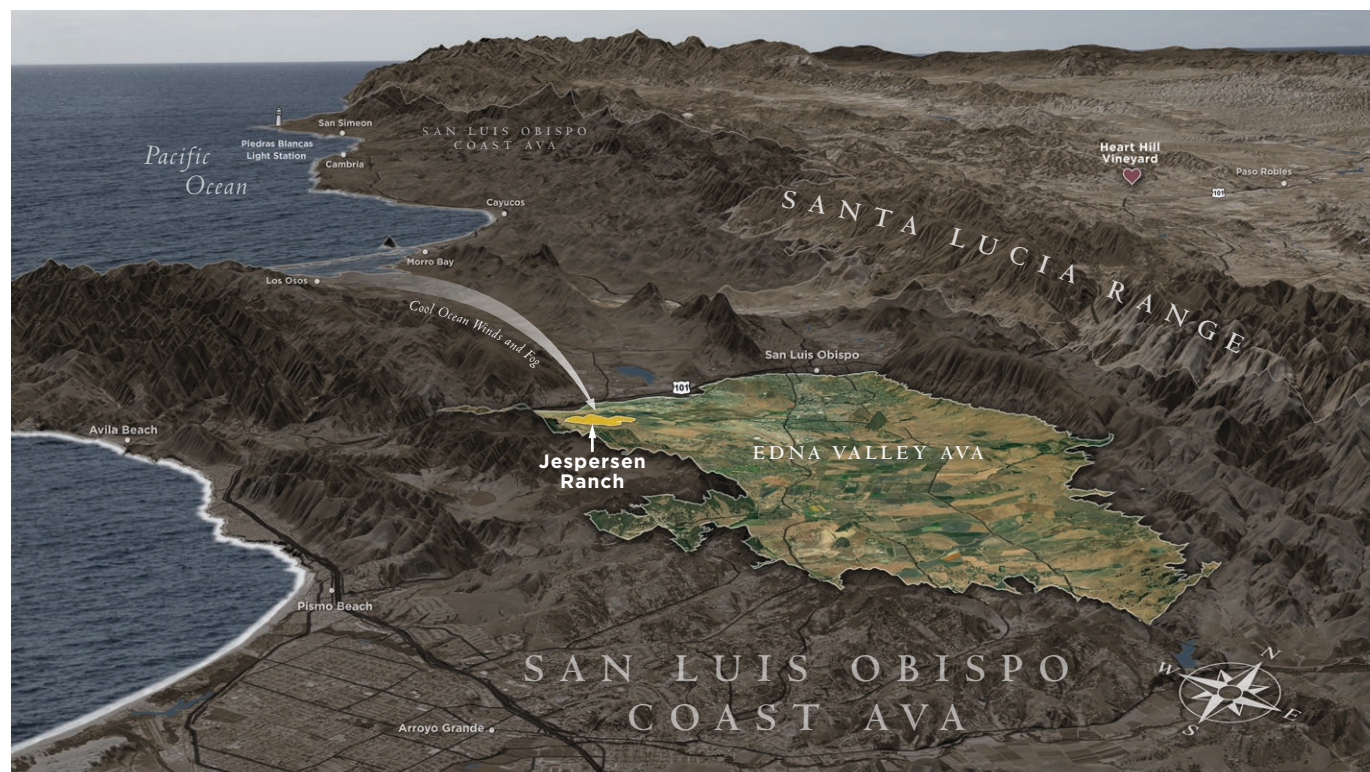 San Simeon
Piedras Blancas
Light Station
Cambria
SAN LUIS OBISPO
COAST AVA
Pacific
Ocean
Heart Hill
Vineyard
Paso Robles
101
SANTA LUCIA RANGE
Cayucos
Morro Bay
Los Osos
Cool Ocean Winds and Fog
San Luis Obispo
101
Avila Beach
EDNA VALLEY AVA
Jespersen
Ranch
Pismo Beach
SAN LUIS OBISPO
COAST AVA
Arroyo Grande
N
W
E
S